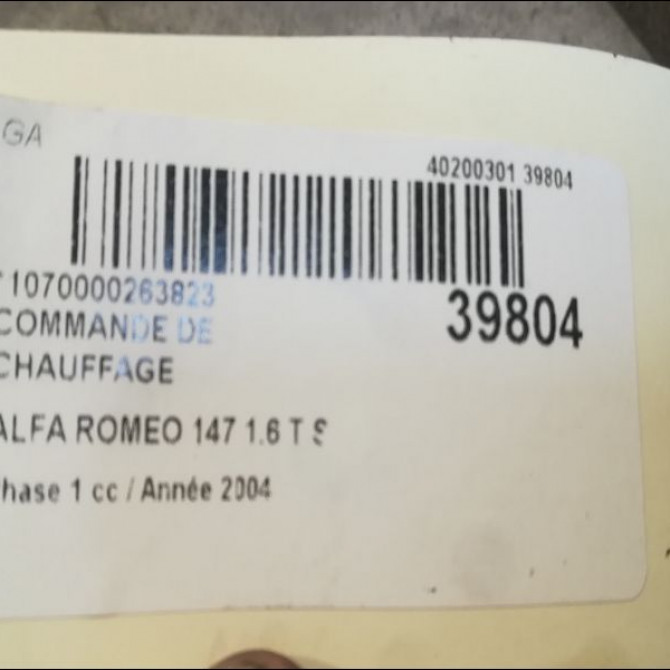 GA
40200301 39804
1070000263823
39804
COMMANDE DE
CHAUFFAGE
ALFA ROMEO 147 1.6 T S
hase 1 cc / Année 2004